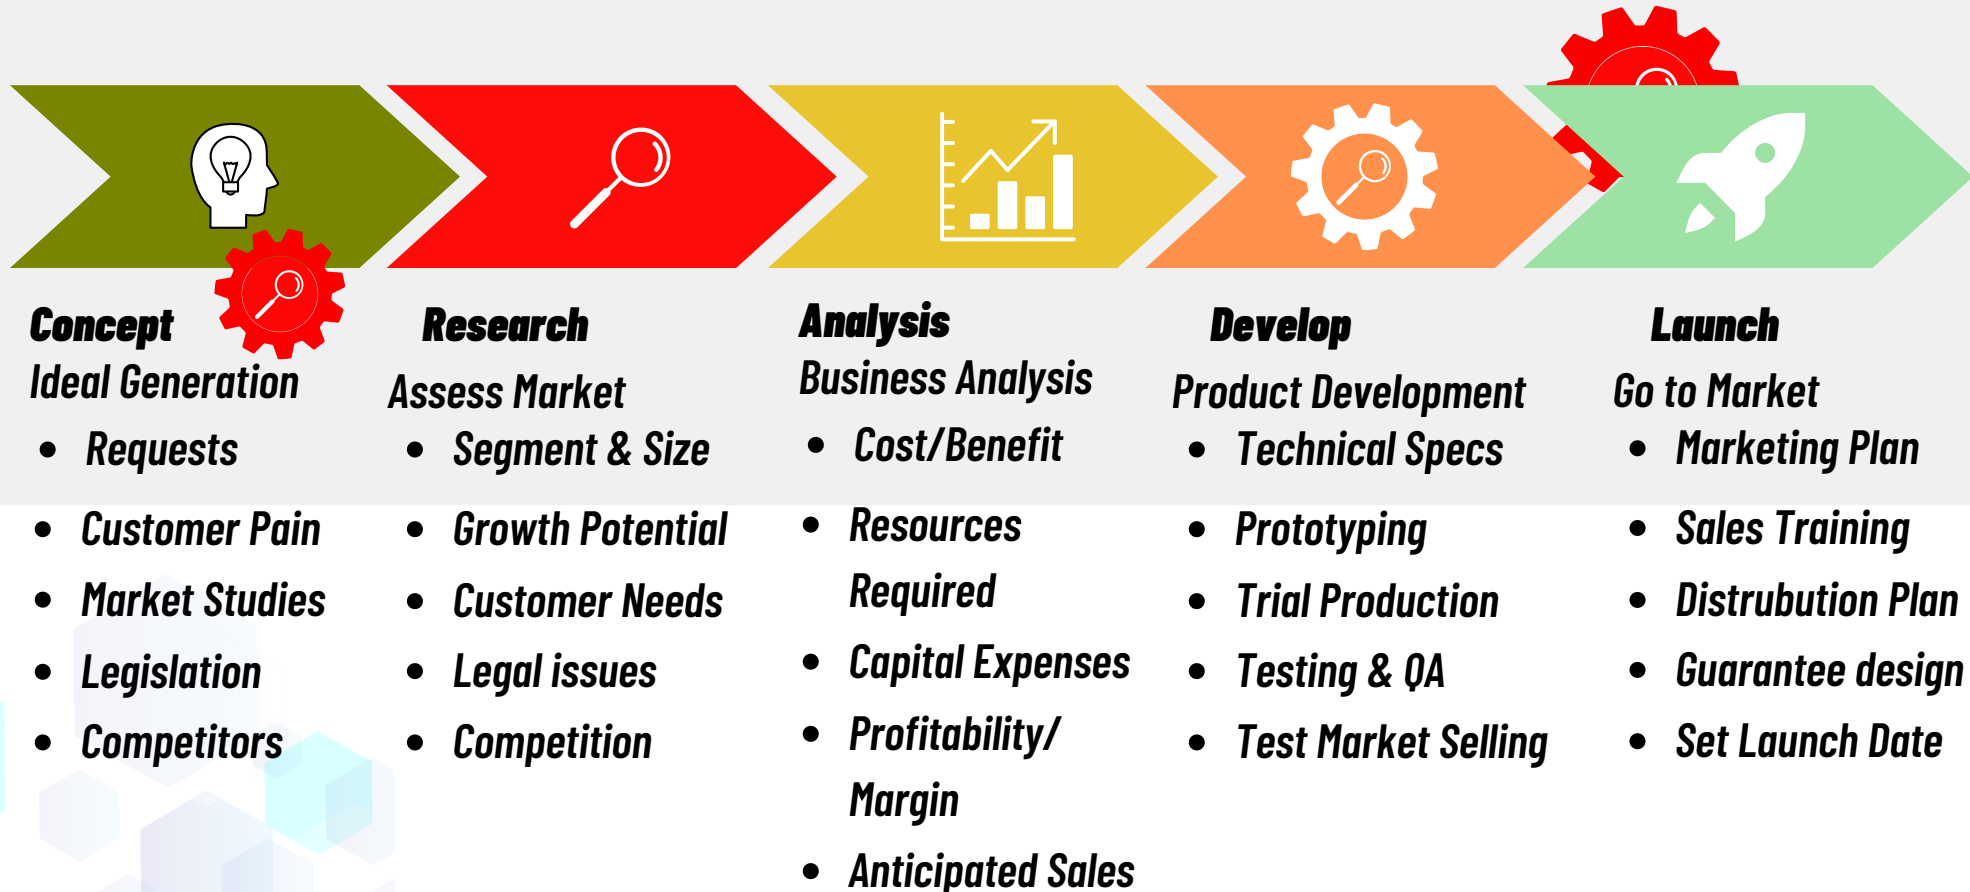 Concept
Ideal Generation
• Requests
• Customer Pain
• Market Studies
• Legislation
• Competitors
Research
Assess Market
• Segment & Size
• Growth Potential
• Customer Needs
• Legal issues
• Competition
Analysis
Business Analysis
• Cost/Benefit
• Resources
Required
• Capital Expenses
• Profitability/
Margin
• Anticipated Sales
Develop
Product Development
• Technical Specs
• Prototyping
• Trial Production
• Testing & QA
• Test Market Selling
Launch
Go to Market
• Marketing Plan
• Sales Training
• Distrubution Plan
• Guarantee design
• Set Launch Date